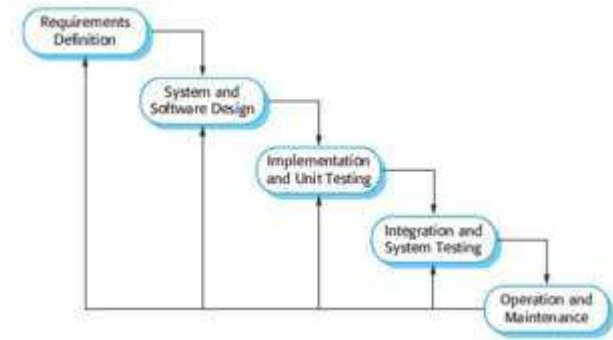 Requirements
Definition
System and
Software Design
Implementation
and Unit Testing
Integration and
System Testing
Operation and
Maintenance